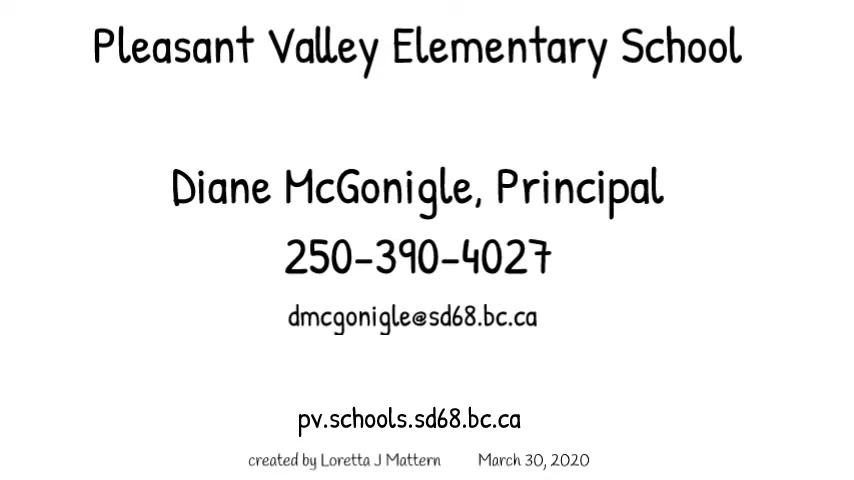 Pleasant Valley Elementary School
Diane McGonigle, Principal
250-390-4027
dmcgonigle@sd68.bc.ca
pv.schools.sd68.bc.ca
created by Loretta J Mattern March 30, 2020